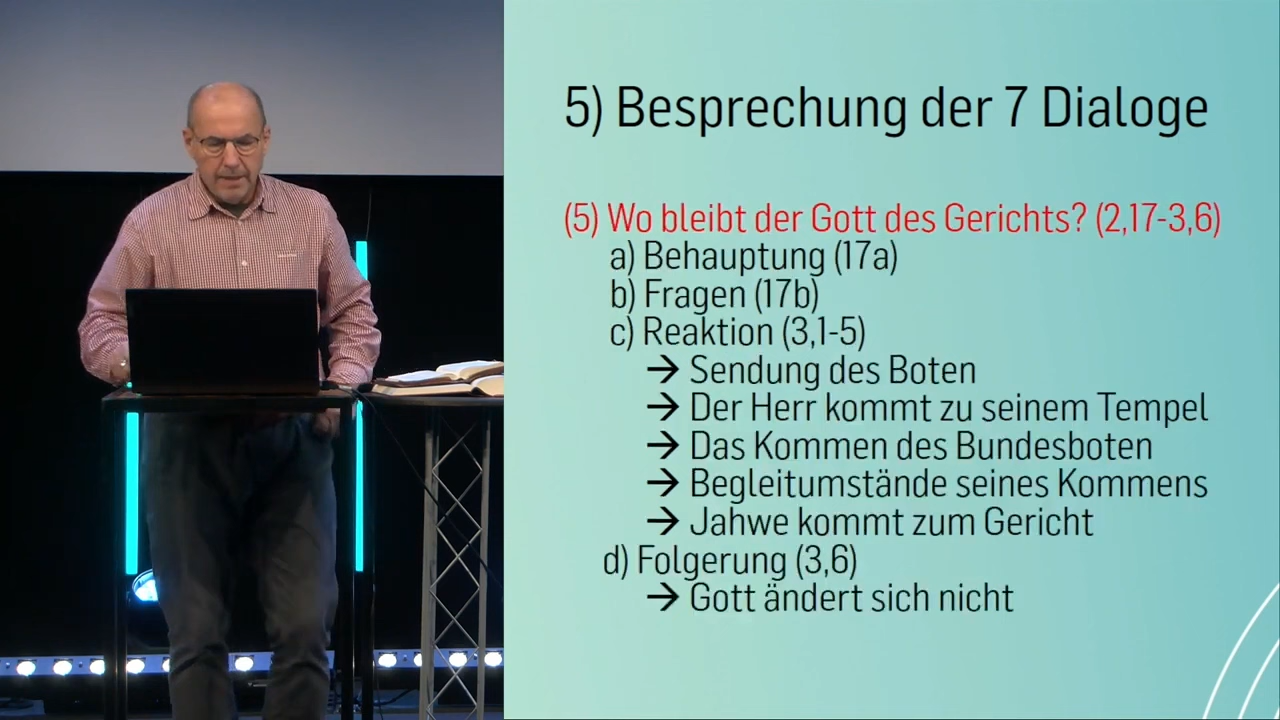 5) Besprechung der 7 Dialoge
(5) Wo bleibt der Gott des Gerichts? (2,17-3,6)
a) Behauptung (17a)
b) Fragen (17b)
c) Reaktion (3,1-5)
→ Sendung des Boten
→ Der Herr kommt zu seinem Tempel
→ Das Kommen des Bundesboten
→ Begleitumstände seines Kommens
→ Jahwe kommt zum Gericht
d) Folgerung (3,6)
→ Gott ändert sich nicht